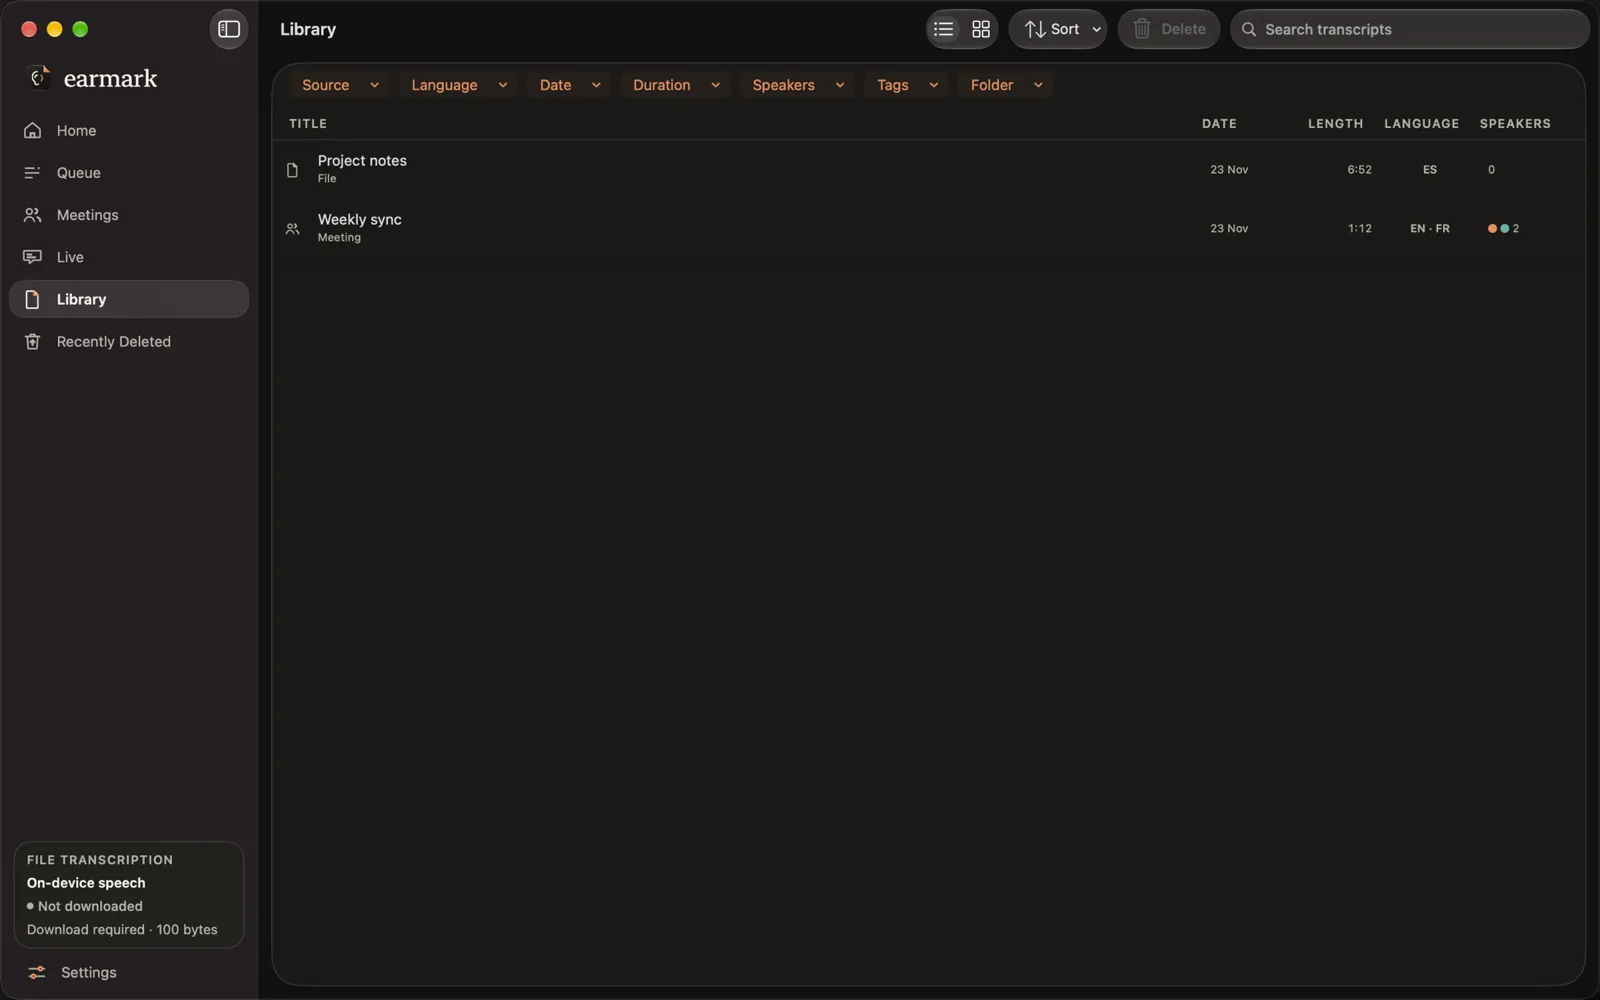 Library
Sort
Delete
Search transcripts
earmark
Home
Queue
Meetings
Live
Library
Recently Deleted
Source Language Date Duration Speakers Tags Folder
TITLE DATE LENGTH LANGUAGE SPEAKERS
Project notes
File
23 Nov 6:52 ES 0
Weekly sync
Meeting
23 Nov 1:12 EN · FR 2
FILE TRANSCRIPTION
On-device speech
Not downloaded
Download required · 100 bytes
Settings